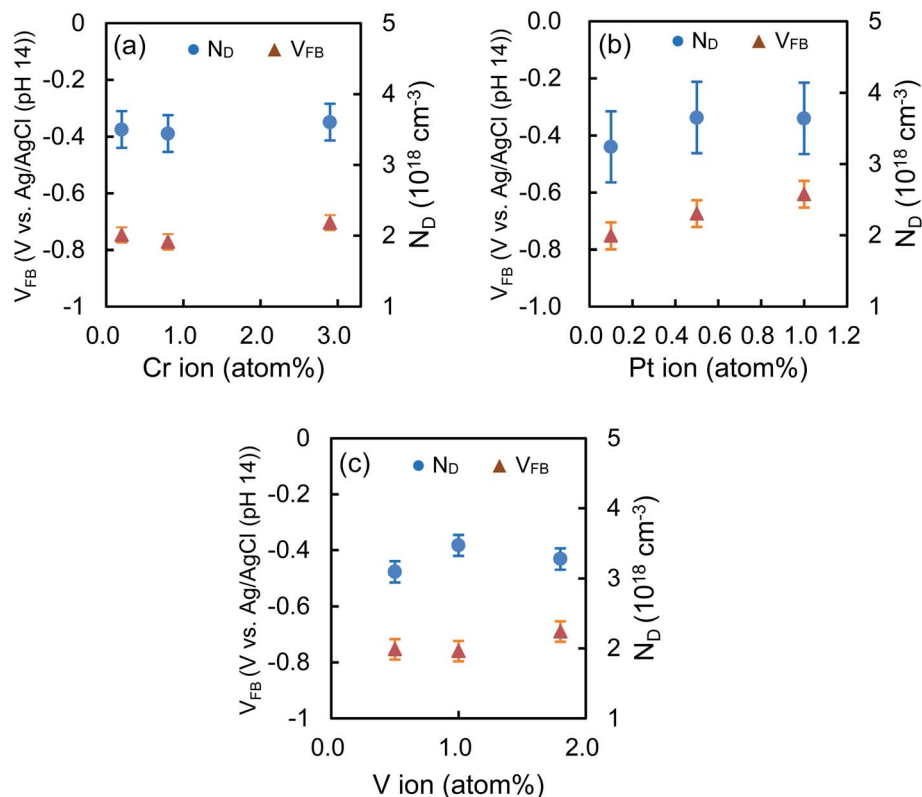 (a)
N_D
V_FB
0
-0.2
-0.4
-0.6
-0.8
-1
V_FB (V vs. Ag/AgCl (pH 14))
5
4
3
2
1
N_D (10^18 cm^-3)
0.0 1.0 2.0 3.0
Cr ion (atom%)
(b)
N_D
V_FB
0.0
-0.2
-0.4
-0.6
-0.8
-1.0
V_FB (V vs. Ag/AgCl (pH 14))
5
4
3
2
1
N_D (10^18 cm^-3)
0.0 0.2 0.4 0.6 0.8 1.0 1.2
Pt ion (atom%)
(c)
N_D
V_FB
0
-0.2
-0.4
-0.6
-0.8
-1
V_FB (V vs. Ag/AgCl (pH 14))
5
4
3
2
1
N_D (10^18 cm^-3)
0.0 1.0 2.0
V ion (atom%)